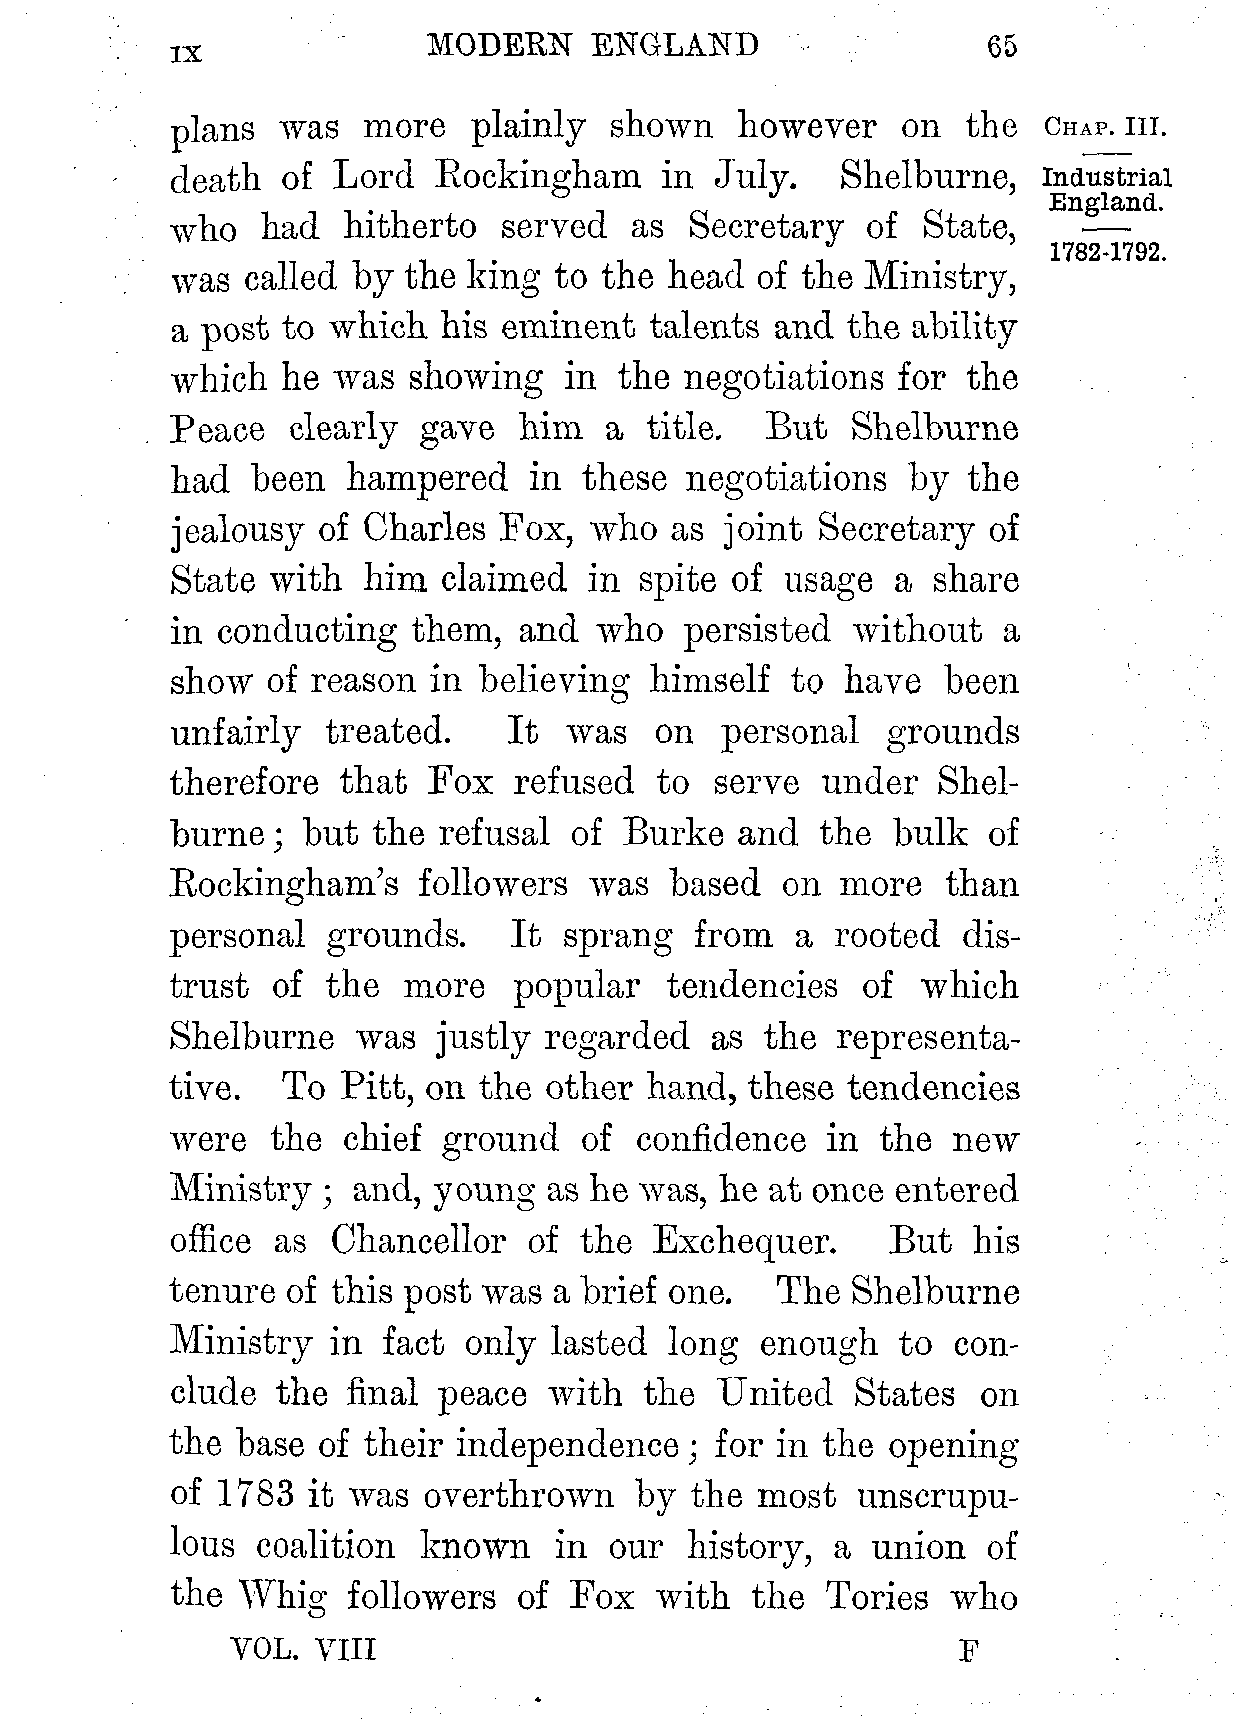 IX MODERN ENGLAND 65
plans was more plainly shown however on the
death of Lord Rockingham in July. Shelburne,
who had hitherto served as Secretary of State,
was called by the king to the head of the Ministry,
a post to which his eminent talents and the ability
which he was showing in the negotiations for the
Peace clearly gave him a title. But Shelburne
had been hampered in these negotiations by the
jealousy of Charles Fox, who as joint Secretary of
State with him claimed in spite of usage a share
in conducting them, and who persisted without a
show of reason in believing himself to have been
unfairly treated. It was on personal grounds
therefore that Fox refused to serve under Shel-
burne; but the refusal of Burke and the bulk of
Rockingham's followers was based on more than
personal grounds. It sprang from a rooted dis-
trust of the more popular tendencies of which
Shelburne was justly regarded as the representa-
tive. To Pitt, on the other hand, these tendencies
were the chief ground of confidence in the new
Ministry; and, young as he was, he at once entered
office as Chancellor of the Exchequer. But his
tenure of this post was a brief one. The Shelburne
Ministry in fact only lasted long enough to con-
clude the final peace with the United States on
the base of their independence; for in the opening
of 1783 it was overthrown by the most unscrupu-
lous coalition known in our history, a union of
the Whig followers of Fox with the Tories who
CHAP. III.
Industrial
England.
1782-1792.
VOL. VIII F